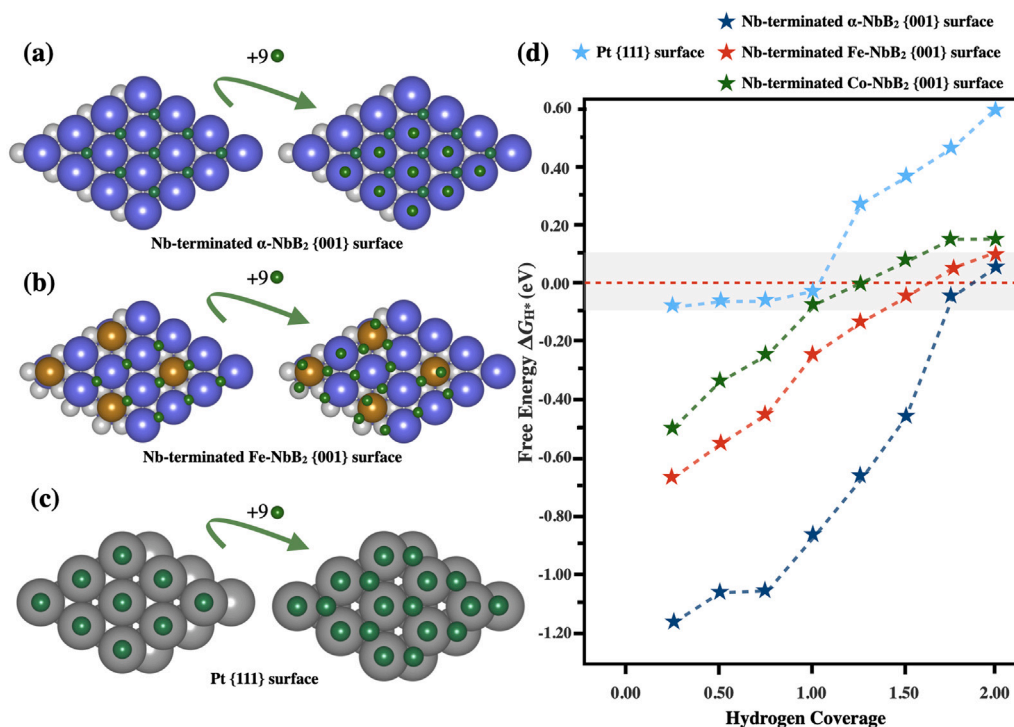 (a)
+9
Nb-terminated α-NbB₂ {001} surface
(b)
+9
Nb-terminated Fe-NbB₂ {001} surface
(c)
+9
Pt {111} surface
(d)
Nb-terminated α-NbB₂ {001} surface
Pt {111} surface
Nb-terminated Fe-NbB₂ {001} surface
Nb-terminated Co-NbB₂ {001} surface
Free Energy ΔG_H* (eV)
0.60
0.40
0.20
0.00
-0.20
-0.40
-0.60
-0.80
-1.00
-1.20
0.00
0.50
1.00
1.50
2.00
Hydrogen Coverage